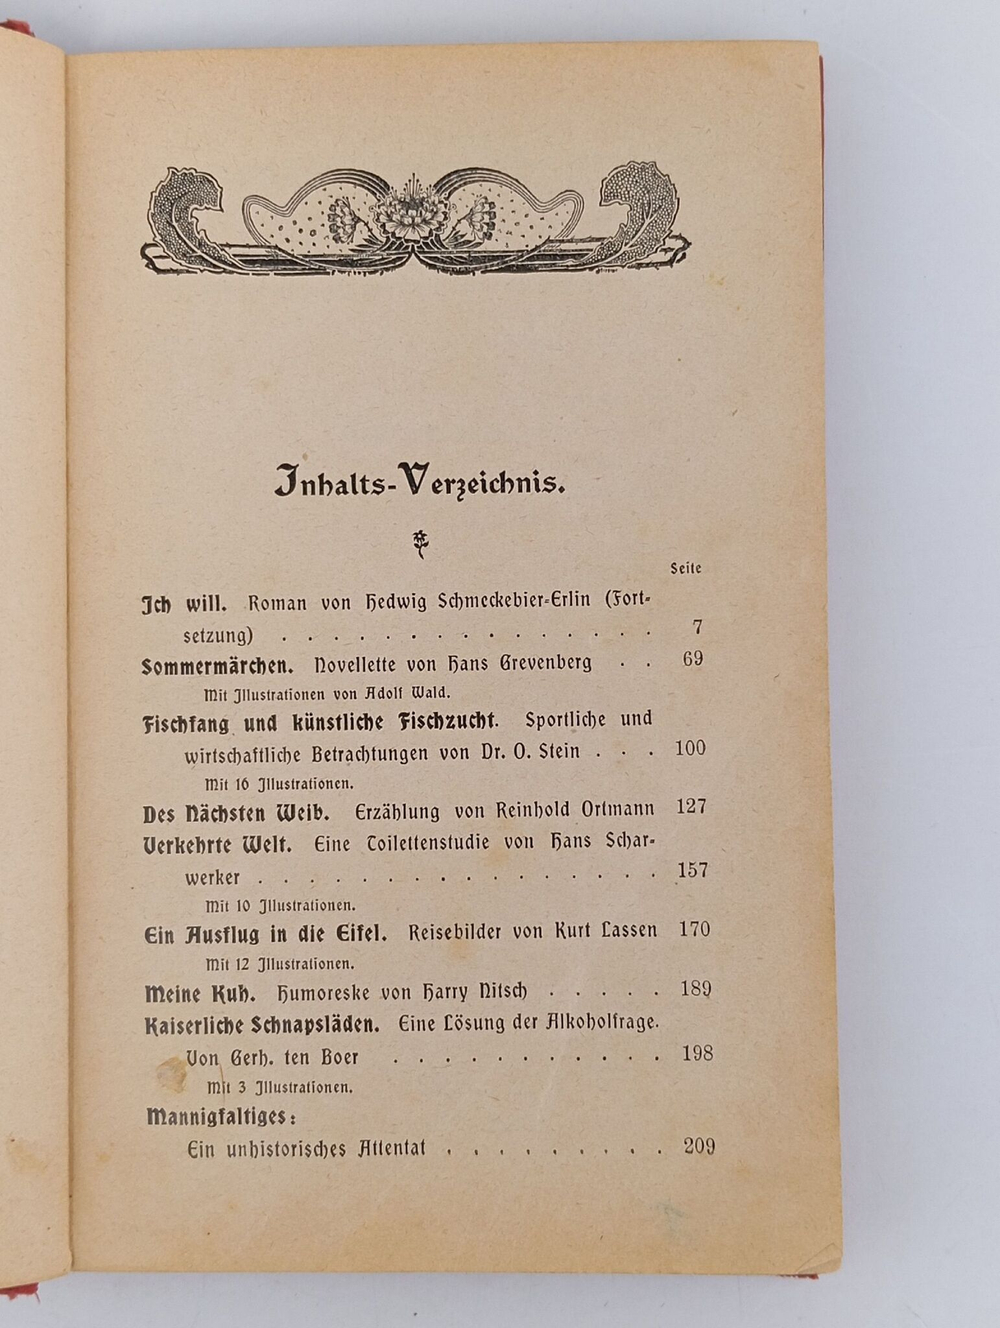 Inhalts-Verzeichnis.
Seite
Ich will. Roman von Hedwig Schmeckebier-Erlin (Fort-
setzung) . . . . . . . . . . . . . . . 7
Sommermärchen. Novellette von Hans Grevenberg . . 69
Mit Illustrationen von Adolf Wald.
Fischfang und künstliche Fischzucht. Sportliche und
wirtschaftliche Betrachtungen von Dr. O. Stein . . . 100
Mit 16 Illustrationen.
Des Nächsten Weib. Erzählung von Reinhold Ortmann 127
Verkehrte Welt. Eine Toilettenstudie von Hans Schar-
werker . . . . . . . . . . . . . . . . 157
Mit 10 Illustrationen.
Ein Ausflug in die Eifel. Reisebilder von Kurt Lassen 170
Mit 12 Illustrationen.
Meine Kuh. Humoreske von Harry Nitsch . . . . . 189
Kaiserliche Schnapsläden. Eine Lösung der Alkoholfrage.
Von Gerh. ten Boer . . . . . . . . . . . 198
Mit 3 Illustrationen.
Mannigfaltiges:
Ein unhistorisches Attentat . . . . . . . . . 209